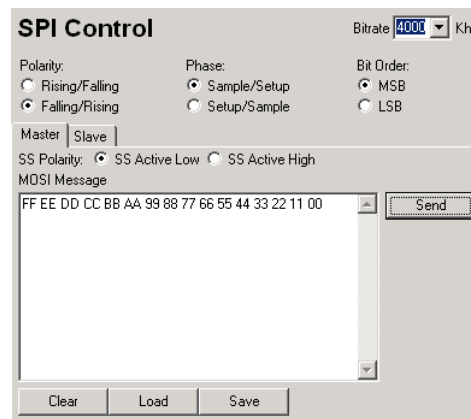 SPI Control
Bitrate 4000 Kh
Polarity: Phase: Bit Order:
Rising/Falling Sample/Setup MSB
Falling/Rising Setup/Sample LSB
Master Slave
SS Polarity: SS Active Low SS Active High
MOSI Message
FF EE DD CC BB AA 99 88 77 66 55 44 33 22 11 00
Send
Clear Load Save